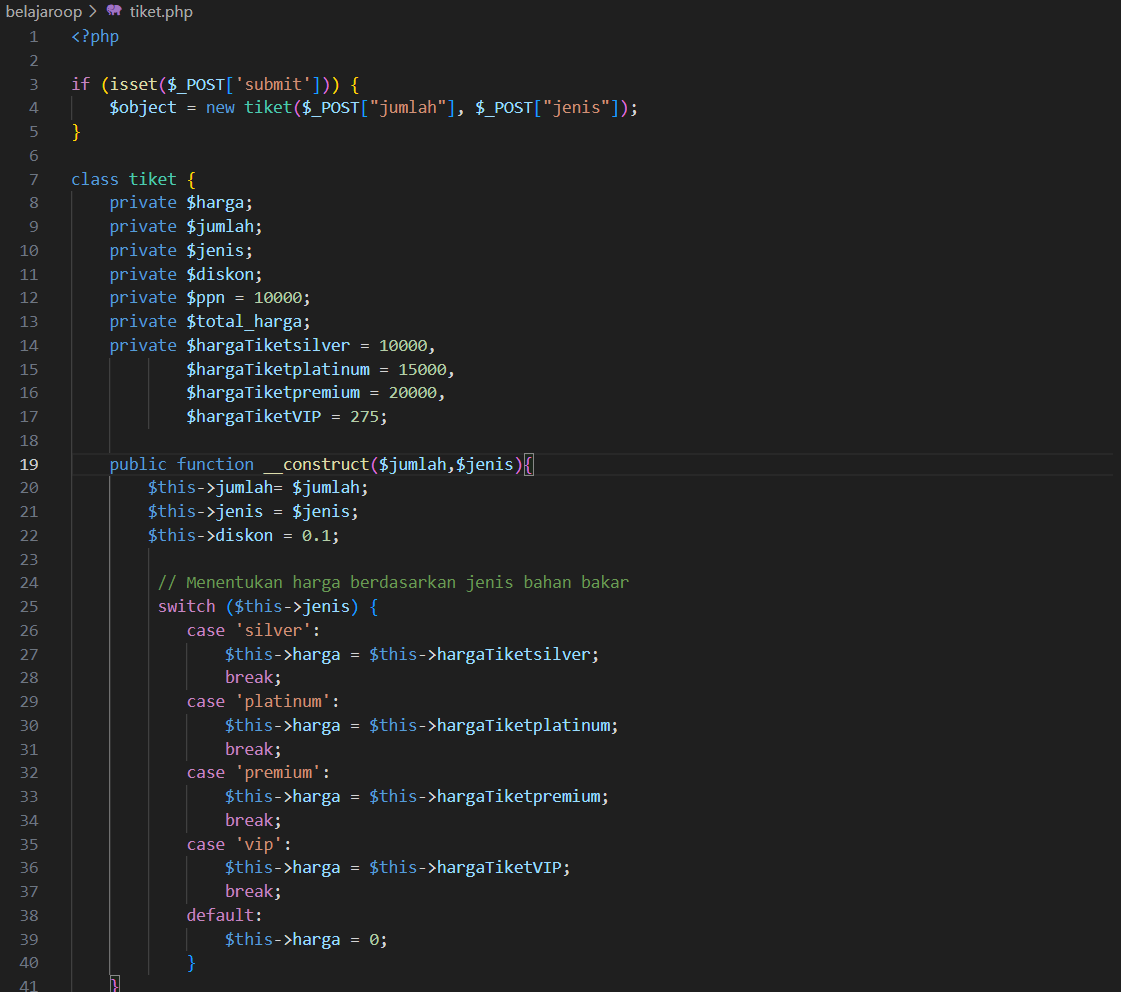 belajaroop > tiket.php
1 <?php
2
3 if (isset($_POST['submit'])) {
4     $object = new tiket($_POST["jumlah"], $_POST["jenis"]);
5 }
6
7 class tiket {
8     private $harga;
9     private $jumlah;
10     private $jenis;
11     private $diskon;
12     private $ppn = 10000;
13     private $total_harga;
14     private $hargaTiketsilver = 10000,
15             $hargaTiketplatinum = 15000,
16             $hargaTiketpremium = 20000,
17             $hargaTiketVIP = 275;
18
19     public function __construct($jumlah,$jenis){
20         $this->jumlah= $jumlah;
21         $this->jenis = $jenis;
22         $this->diskon = 0.1;
23
24          // Menentukan harga berdasarkan jenis bahan bakar
25          switch ($this->jenis) {
26             case 'silver':
27                 $this->harga = $this->hargaTiketsilver;
28                 break;
29             case 'platinum':
30                 $this->harga = $this->hargaTiketplatinum;
31                 break;
32             case 'premium':
33                 $this->harga = $this->hargaTiketpremium;
34                 break;
35             case 'vip':
36                 $this->harga = $this->hargaTiketVIP;
37                 break;
38             default:
39                 $this->harga = 0;
40             }
41     }